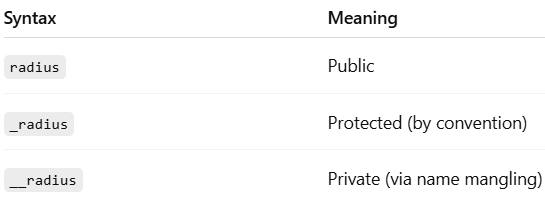 Syntax Meaning
radius Public
_radius Protected (by convention)
__radius Private (via name mangling)